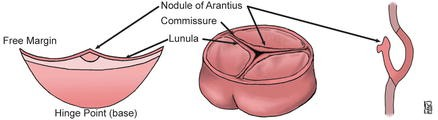 Nodule of Arantius
Commissure
Free Margin
Lunula
Hinge Point (base)